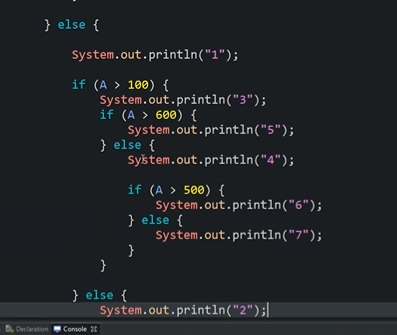 } else {
System.out.println("1");
if (A > 100) {
System.out.println("3");
if (A > 600) {
System.out.println("5");
} else {
System.out.println("4");
if (A > 500) {
System.out.println("6");
} else {
System.out.println("7");
}
}
} else {
System.out.println("2");
Declaration Console